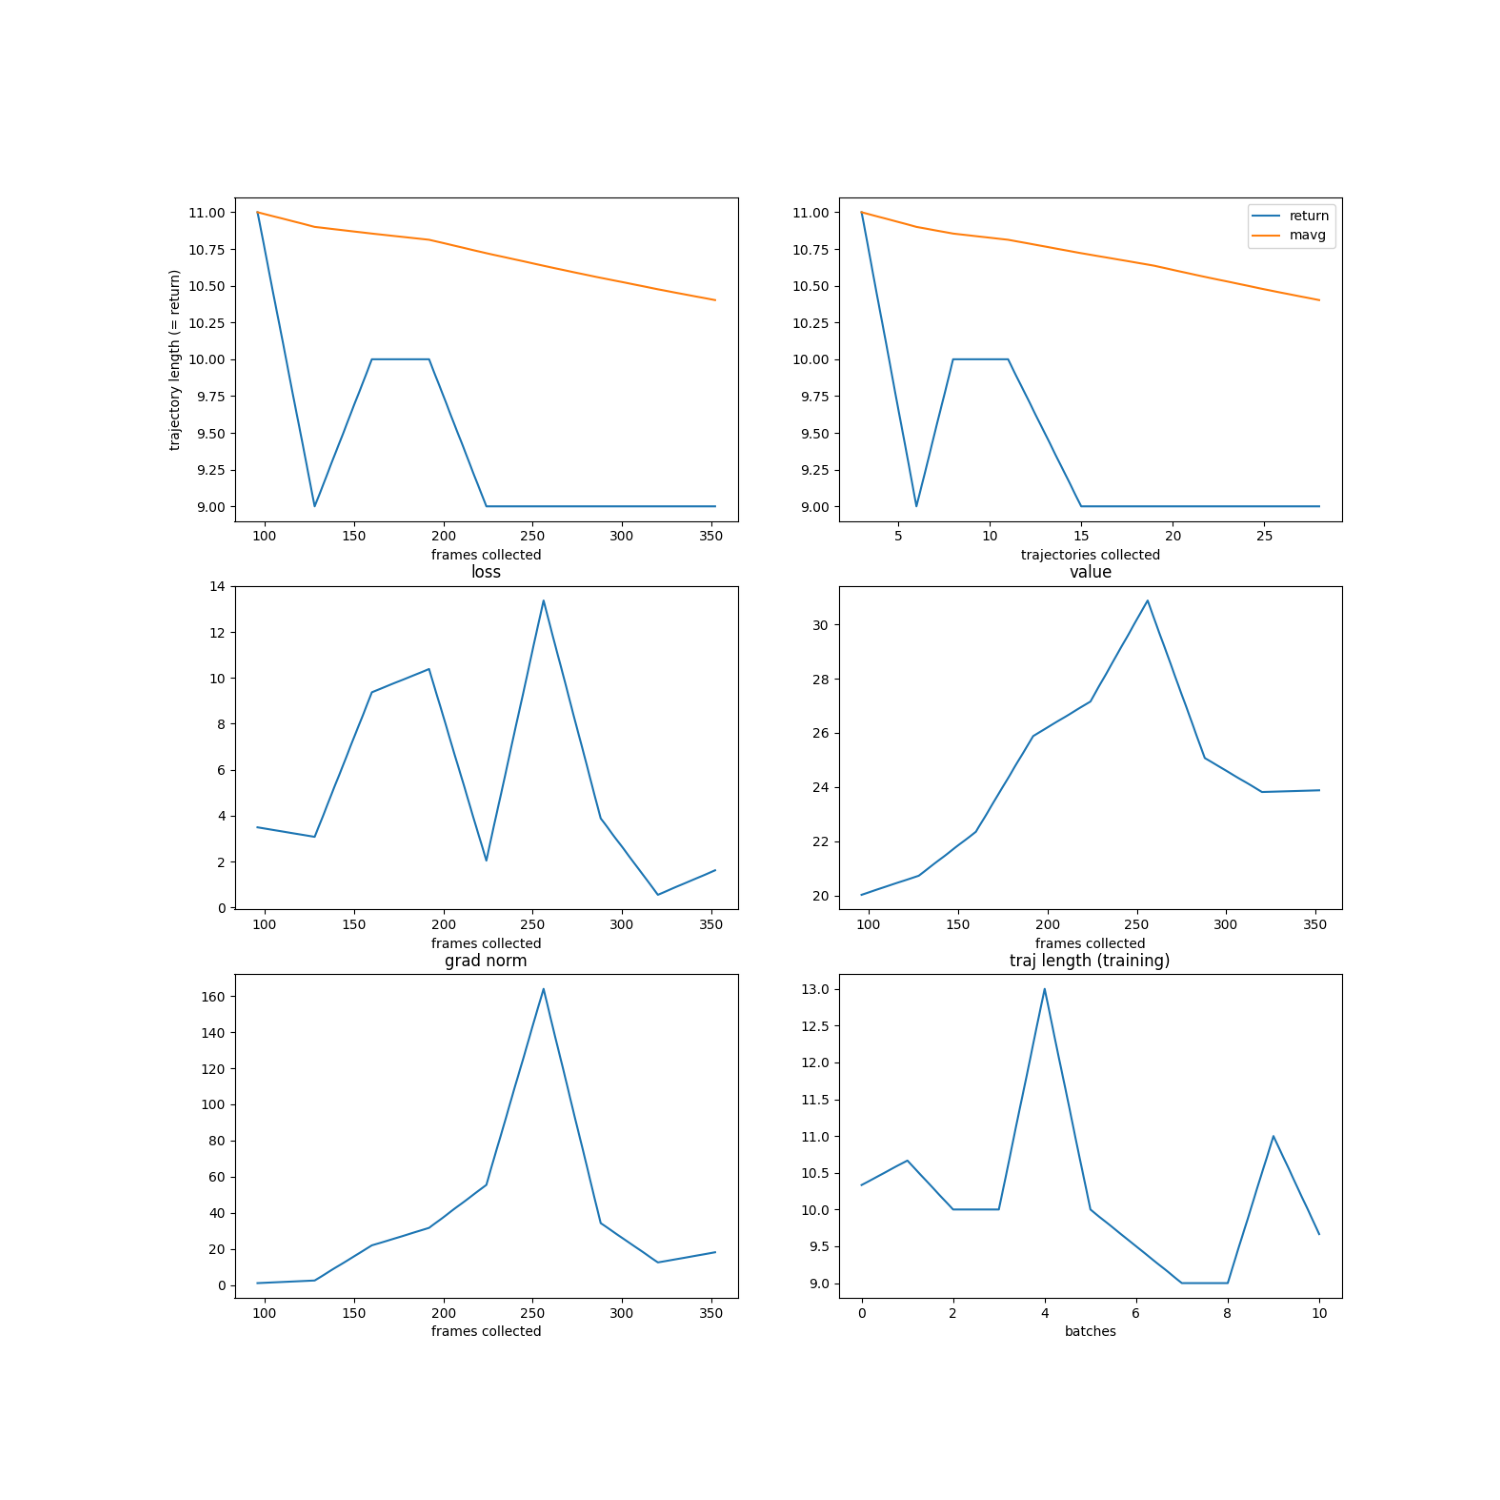 11.00
10.75
10.50
10.25
10.00
9.75
9.50
9.25
9.00
trajectory length (= return)
100 150 200 250 300 350
frames collected
11.00
10.75
10.50
10.25
10.00
9.75
9.50
9.25
9.00
return
mavg
5 10 15 20 25
trajectories collected
loss
14
12
10
8
6
4
2
0
100 150 200 250 300 350
frames collected
value
30
28
26
24
22
20
100 150 200 250 300 350
frames collected
grad norm
160
140
120
100
80
60
40
20
0
100 150 200 250 300 350
frames collected
traj length (training)
13.0
12.5
12.0
11.5
11.0
10.5
10.0
9.5
9.0
0 2 4 6 8 10
batches